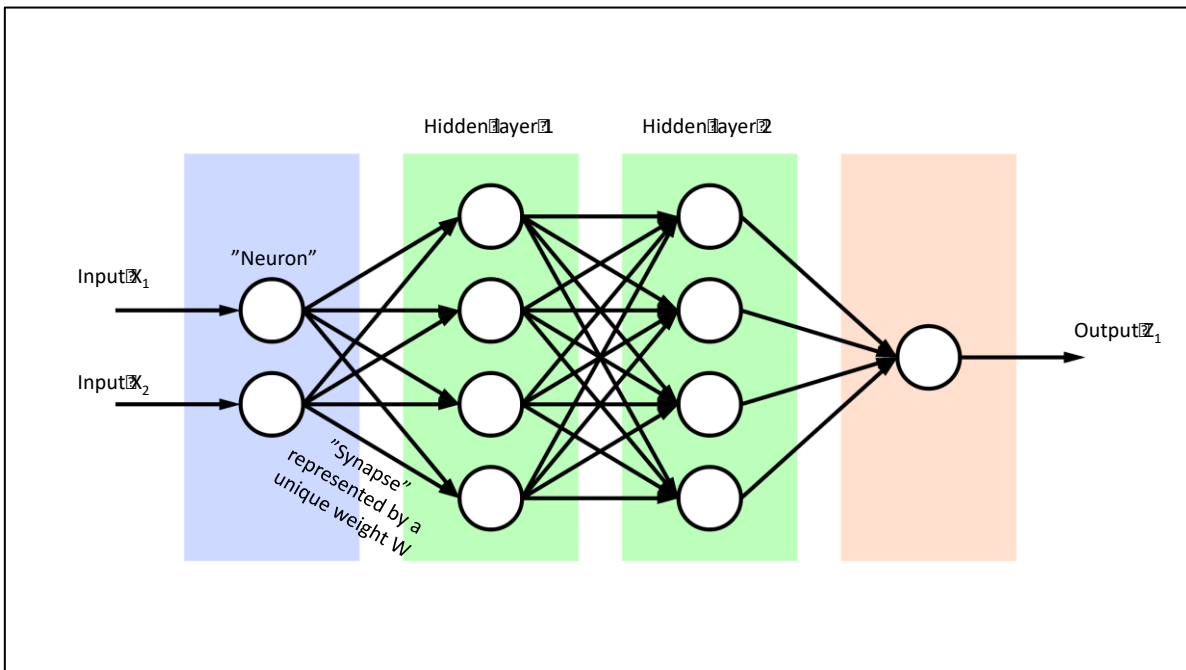 Hidden layer 1
Hidden layer 2
”Neuron”
Input X₁
Input X₂
Output Z₁
”Synapse”
represented by a
unique weight W